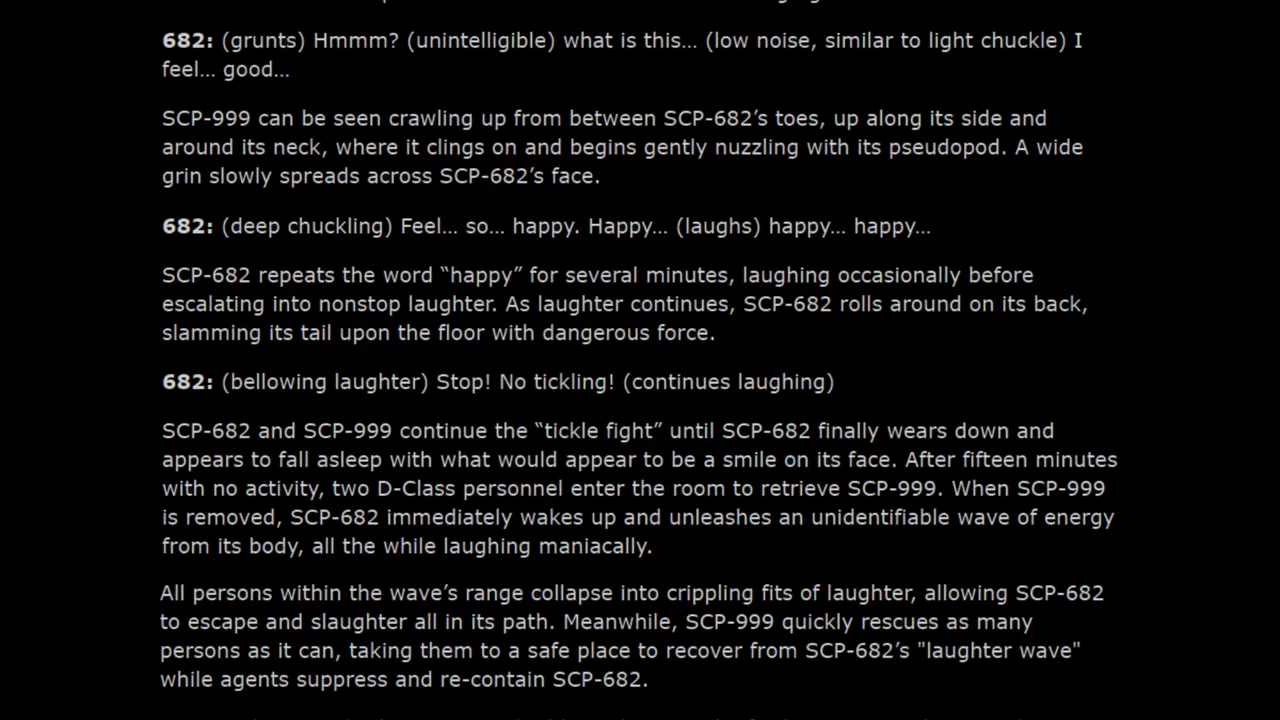 682: (grunts) Hmmm? (unintelligible) what is this… (low noise, similar to light chuckle) I
feel… good…
SCP-999 can be seen crawling up from between SCP-682’s toes, up along its side and
around its neck, where it clings on and begins gently nuzzling with its pseudopod. A wide
grin slowly spreads across SCP-682’s face.
682: (deep chuckling) Feel… so… happy. Happy… (laughs) happy… happy…
SCP-682 repeats the word “happy” for several minutes, laughing occasionally before
escalating into nonstop laughter. As laughter continues, SCP-682 rolls around on its back,
slamming its tail upon the floor with dangerous force.
682: (bellowing laughter) Stop! No tickling! (continues laughing)
SCP-682 and SCP-999 continue the “tickle fight” until SCP-682 finally wears down and
appears to fall asleep with what would appear to be a smile on its face. After fifteen minutes
with no activity, two D-Class personnel enter the room to retrieve SCP-999. When SCP-999
is removed, SCP-682 immediately wakes up and unleashes an unidentifiable wave of energy
from its body, all the while laughing maniacally.
All persons within the wave’s range collapse into crippling fits of laughter, allowing SCP-682
to escape and slaughter all in its path. Meanwhile, SCP-999 quickly rescues as many
persons as it can, taking them to a safe place to recover from SCP-682’s "laughter wave"
while agents suppress and re-contain SCP-682.